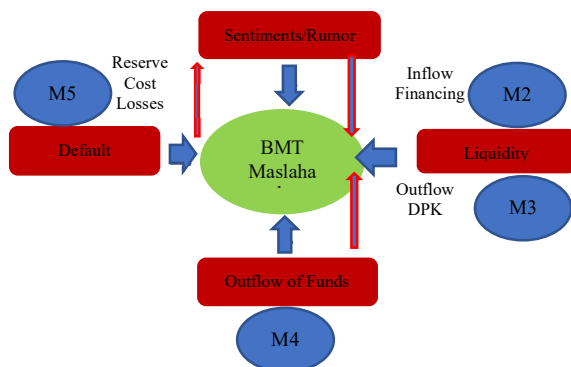 Sentiments/Rumor
Reserve
Cost
Losses
M5
Default
Inflow
Financing
M2
BMT
Maslaha
Liquidity
Outflow
DPK
M3
Outflow of Funds
M4